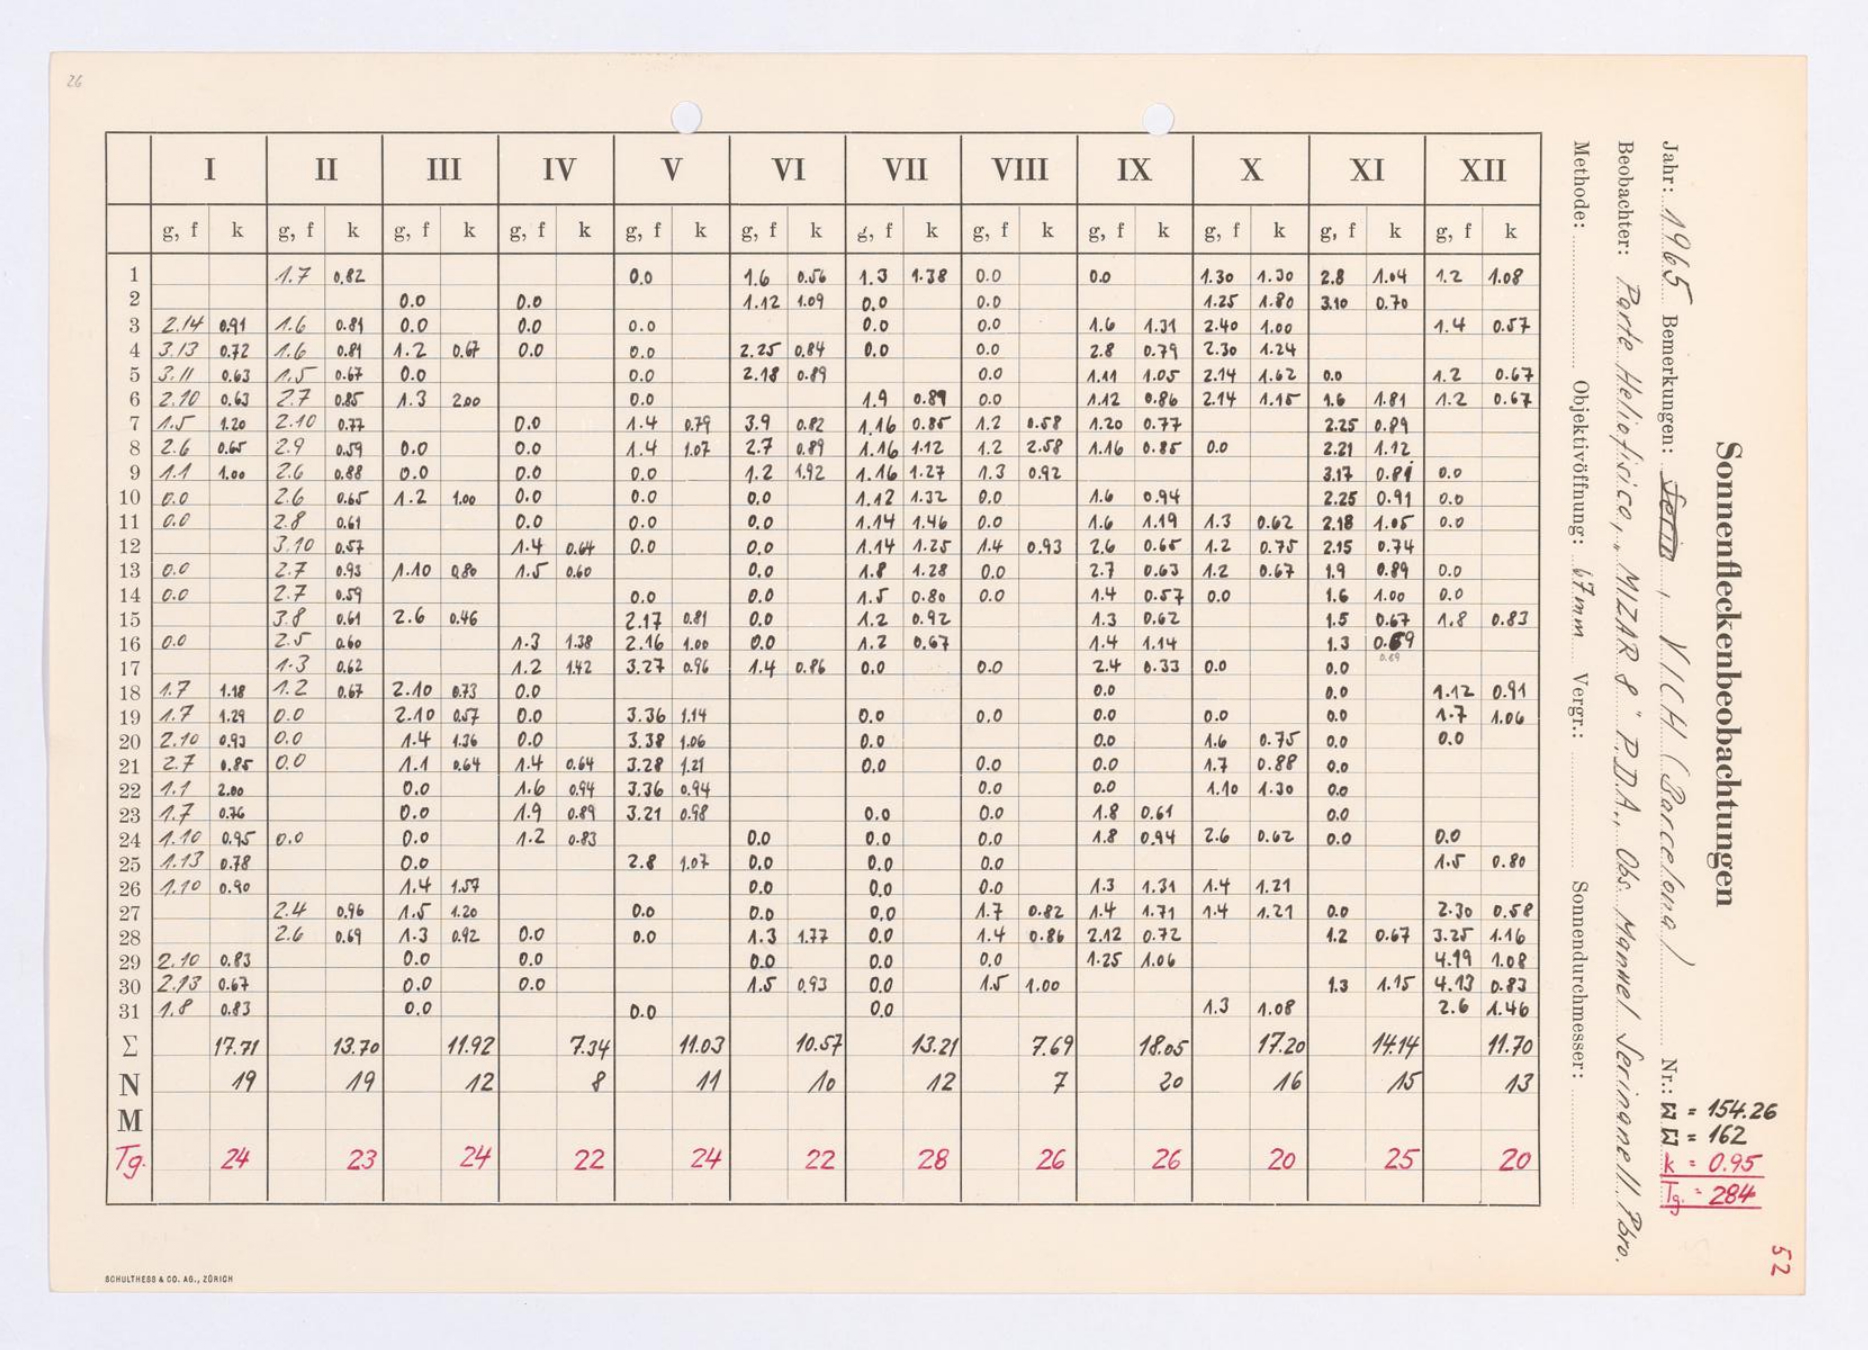 26
Sonnenfleckenbeobachtungen
Jahr: 1965 Bemerkungen: , VICH (Barcelona) Nr.:
Beobachter: Parte Heliofísico, „MIZAR 8" P.D.A., Obs. Manuel Seringnell Pbro.
Methode: Objektivöffnung: 67mm Vergr.: Sonnendurchmesser:
Σ = 154.26
Σ = 162
k = 0.95
Tg. = 284
52
I II III IV V VI VII VIII IX X XI XII
g, f k g, f k g, f k g, f k g, f k g, f k g, f k g, f k g, f k g, f k g, f k g, f k
1 1.7 0.82 0.0 1.6 0.56 1.3 1.38 0.0 0.0 1.30 1.30 2.8 1.04 1.2 1.08
2 0.0 0.0 1.12 1.09 0.0 0.0 1.25 1.80 3.10 0.70
3 2.14 0.91 1.6 0.81 0.0 0.0 0.0 0.0 0.0 1.6 1.31 2.40 1.00 1.4 0.57
4 3.13 0.72 1.6 0.81 1.2 0.67 0.0 0.0 2.25 0.84 0.0 0.0 2.8 0.79 2.30 1.24
5 3.11 0.63 1.5 0.67 0.0 0.0 2.18 0.89 0.0 1.11 1.05 2.14 1.62 0.0 1.2 0.67
6 2.10 0.63 2.7 0.85 1.3 2.00 0.0 1.9 0.89 0.0 1.12 0.86 2.14 1.15 1.6 1.81 1.2 0.67
7 1.5 1.20 2.10 0.77 0.0 1.4 0.79 3.9 0.82 1.16 0.85 1.2 0.58 1.20 0.77 2.25 0.89
8 2.6 0.65 2.9 0.59 0.0 0.0 1.4 1.07 2.7 0.89 1.16 1.12 1.2 2.58 1.16 0.85 0.0 2.21 1.12
9 1.1 1.00 2.6 0.88 0.0 0.0 0.0 1.2 1.92 1.16 1.27 1.3 0.92 3.17 0.81 0.0
10 0.0 2.6 0.65 1.2 1.00 0.0 0.0 0.0 1.12 1.32 0.0 1.6 0.94 2.25 0.91 0.0
11 0.0 2.8 0.61 0.0 0.0 0.0 1.14 1.46 0.0 1.6 1.19 1.3 0.62 2.18 1.05 0.0
12 3.10 0.57 1.4 0.64 0.0 0.0 1.14 1.25 1.4 0.93 2.6 0.65 1.2 0.75 2.15 0.74
13 0.0 2.7 0.93 1.10 0.80 1.5 0.60 0.0 1.8 1.28 0.0 2.7 0.63 1.2 0.67 1.9 0.89 0.0
14 0.0 2.7 0.59 0.0 0.0 1.5 0.80 0.0 1.4 0.57 0.0 1.6 1.00 0.0
15 3.8 0.61 2.6 0.46 2.17 0.81 0.0 1.2 0.92 1.3 0.62 1.5 0.67 1.8 0.83
16 0.0 2.5 0.60 1.3 1.38 2.16 1.00 0.0 1.2 0.67 1.4 1.14 1.3 0.69
0.89
17 1.3 0.62 1.2 1.42 3.27 0.96 1.4 0.86 0.0 0.0 2.4 0.33 0.0 0.0
18 1.7 1.18 1.2 0.67 2.10 0.73 0.0 0.0 0.0 1.12 0.91
19 1.7 1.29 0.0 2.10 0.57 0.0 3.36 1.14 0.0 0.0 0.0 0.0 0.0 1.7 1.06
20 2.10 0.93 0.0 1.4 1.36 0.0 3.38 1.06 0.0 0.0 1.6 0.75 0.0 0.0
21 2.7 0.85 0.0 1.1 0.64 1.4 0.64 3.28 1.21 0.0 0.0 0.0 1.7 0.88 0.0
22 1.1 2.00 0.0 1.6 0.94 3.36 0.94 0.0 0.0 1.10 1.30 0.0
23 1.7 0.76 0.0 1.9 0.89 3.21 0.98 0.0 0.0 1.8 0.61 0.0
24 1.10 0.95 0.0 0.0 1.2 0.83 0.0 0.0 0.0 1.8 0.94 2.6 0.62 0.0 0.0
25 1.13 0.78 0.0 2.8 1.07 0.0 0.0 0.0 1.5 0.80
26 1.10 0.90 1.4 1.57 0.0 0.0 0.0 1.3 1.31 1.4 1.21
27 2.4 0.96 1.5 1.20 0.0 0.0 0.0 1.7 0.82 1.4 1.71 1.4 1.21 0.0 2.30 0.58
28 2.6 0.69 1.3 0.92 0.0 0.0 1.3 1.77 0.0 1.4 0.86 2.12 0.72 1.2 0.67 3.25 1.16
29 2.10 0.83 0.0 0.0 0.0 0.0 0.0 1.25 1.06 4.19 1.08
30 2.13 0.67 0.0 0.0 1.5 0.93 0.0 1.5 1.00 1.3 1.15 4.13 0.83
31 1.8 0.83 0.0 0.0 0.0 1.3 1.08 2.6 1.46
Σ 17.71 13.70 11.92 7.34 11.03 10.57 13.21 7.69 18.05 17.20 14.14 11.70
N 19 19 12 8 11 10 12 7 20 16 15 13
M
Tg. 24 23 24 22 24 22 28 26 26 20 25 20
SCHULTHESS & CO. AG., ZÜRICH